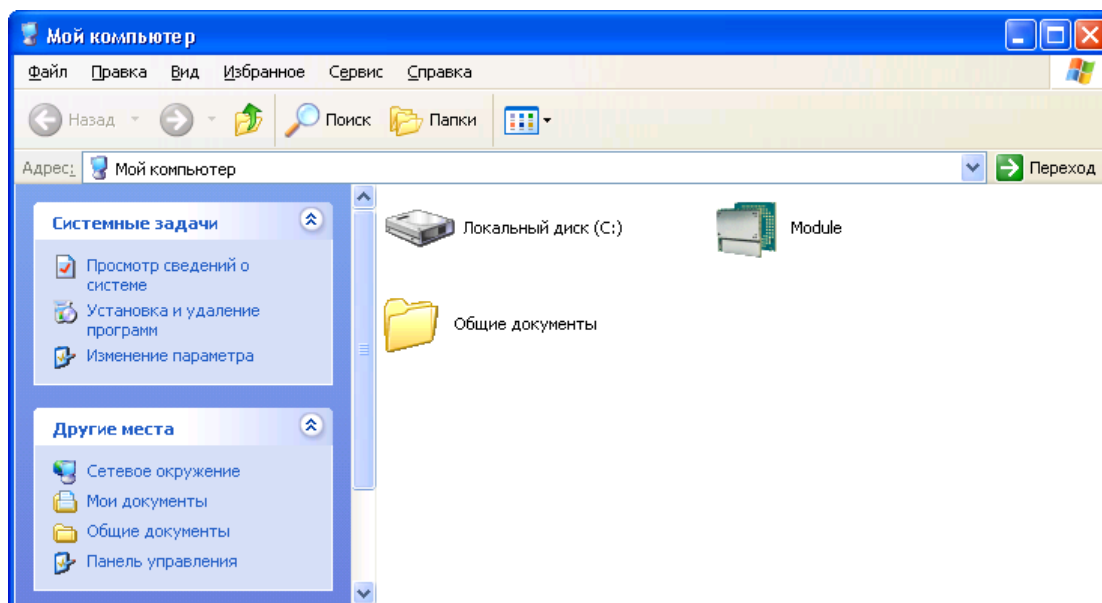 Мой компьютер
Файл Правка Вид Избранное Сервис Справка
Назад Поиск Папки
Адрес: Мой компьютер Переход
Системные задачи
Просмотр сведений о
системе
Установка и удаление
программ
Изменение параметра
Другие места
Сетевое окружение
Мои документы
Общие документы
Панель управления
Локальный диск (C:) Module
Общие документы